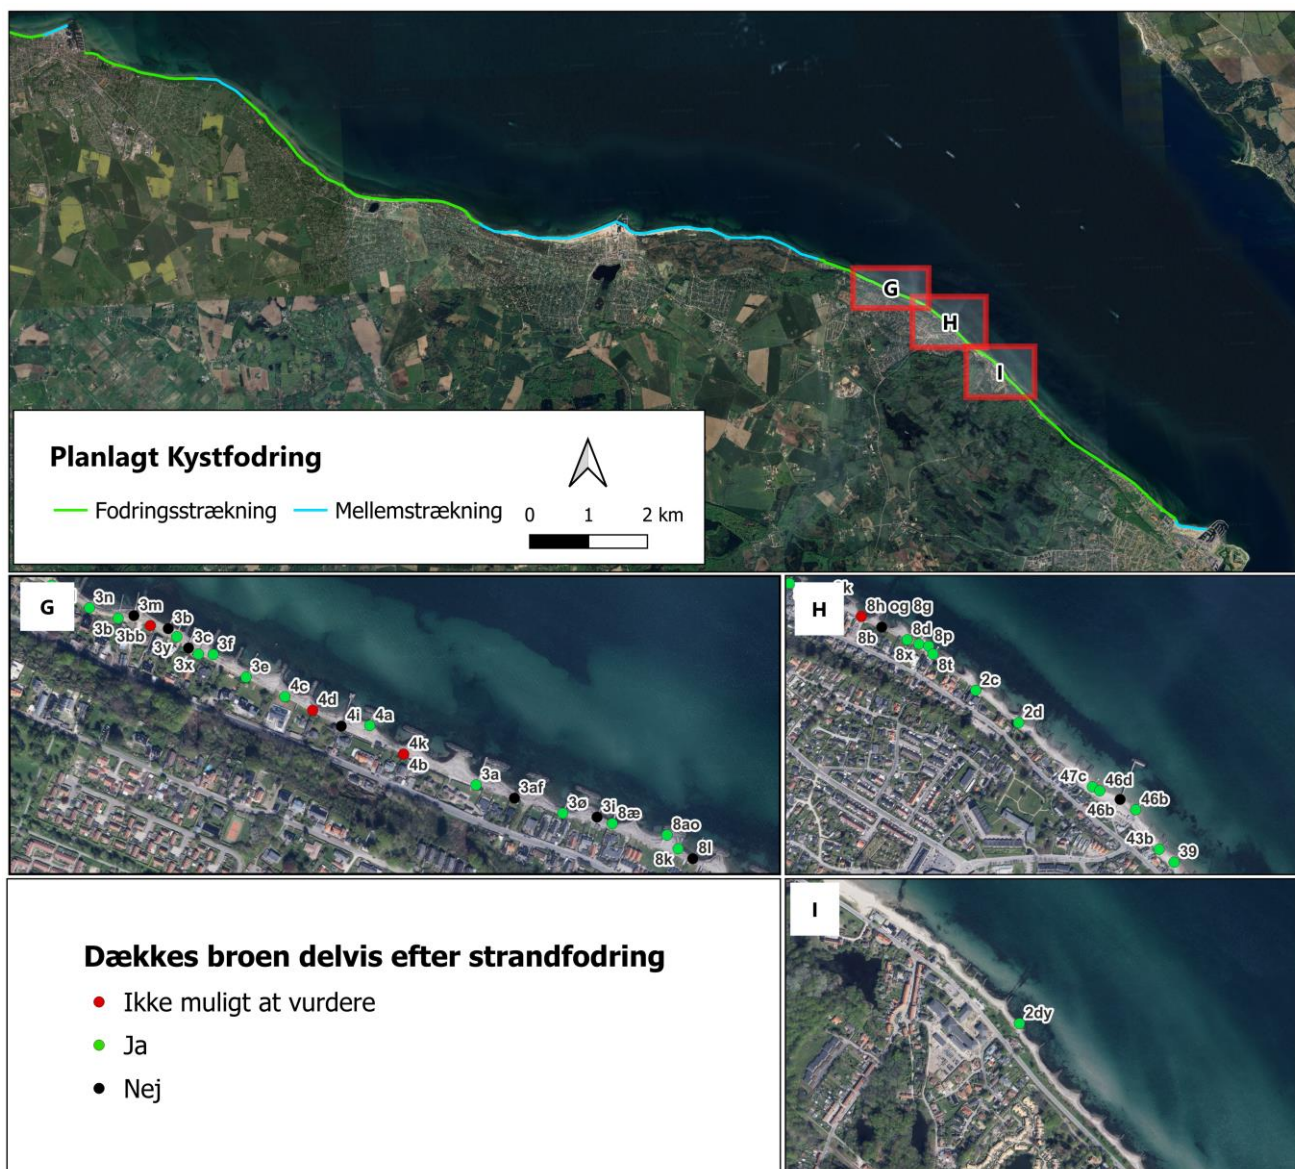 G
H
I
Planlagt Kystfodring
Fodringsstrækning
Mellemstrækning
0 1 2 km
G
3n
3m
3b
3b
3bb
3y
3c
3f
3x
3e
4c
4d
4i
4a
4k
4b
3a
3af
3ø
3i
8æ
8ao
8k
8l
H
8h og 8g
8b
8d
8p
8x
8t
2c
2d
47c
46d
46b
46b
43b
39
I
2dy
Dækkes broen delvis efter strandfodring
Ikke muligt at vurdere
Ja
Nej